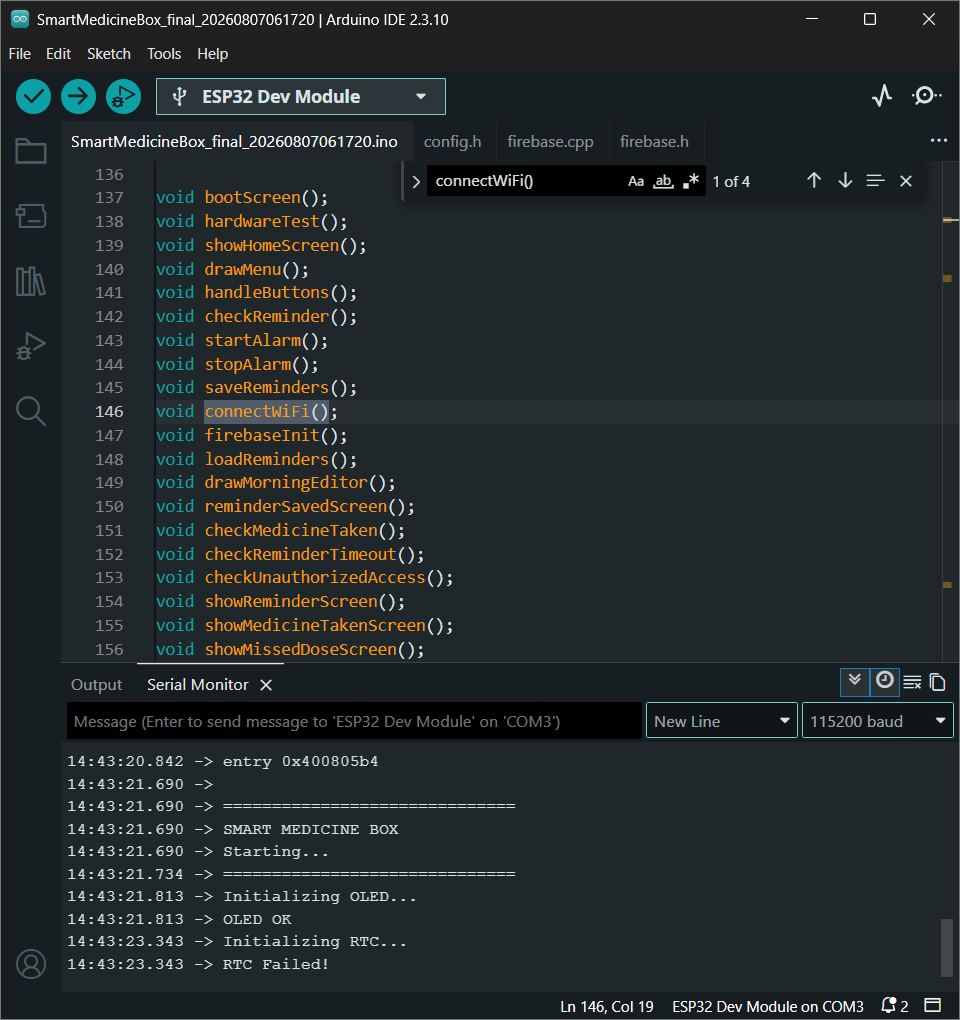 SmartMedicineBox_final_20260807061720 | Arduino IDE 2.3.10
File Edit Sketch Tools Help
ESP32 Dev Module
SmartMedicineBox_final_20260807061720.ino config.h firebase.cpp firebase.h ...
connectWiFi() Aa ab .* 1 of 4
136
137 void bootScreen();
138 void hardwareTest();
139 void showHomeScreen();
140 void drawMenu();
141 void handleButtons();
142 void checkReminder();
143 void startAlarm();
144 void stopAlarm();
145 void saveReminders();
146 void connectWiFi();
147 void firebaseInit();
148 void loadReminders();
149 void drawMorningEditor();
150 void reminderSavedScreen();
151 void checkMedicineTaken();
152 void checkReminderTimeout();
153 void checkUnauthorizedAccess();
154 void showReminderScreen();
155 void showMedicineTakenScreen();
156 void showMissedDoseScreen();
Output Serial Monitor
Message (Enter to send message to 'ESP32 Dev Module' on 'COM3') New Line 115200 baud
14:43:20.842 -> entry 0x400805b4
14:43:21.690 ->
14:43:21.690 -> ==============================
14:43:21.690 -> SMART MEDICINE BOX
14:43:21.690 -> Starting...
14:43:21.734 -> ==============================
14:43:21.813 -> Initializing OLED...
14:43:21.813 -> OLED OK
14:43:23.343 -> Initializing RTC...
14:43:23.343 -> RTC Failed!
Ln 146, Col 19 ESP32 Dev Module on COM3 2